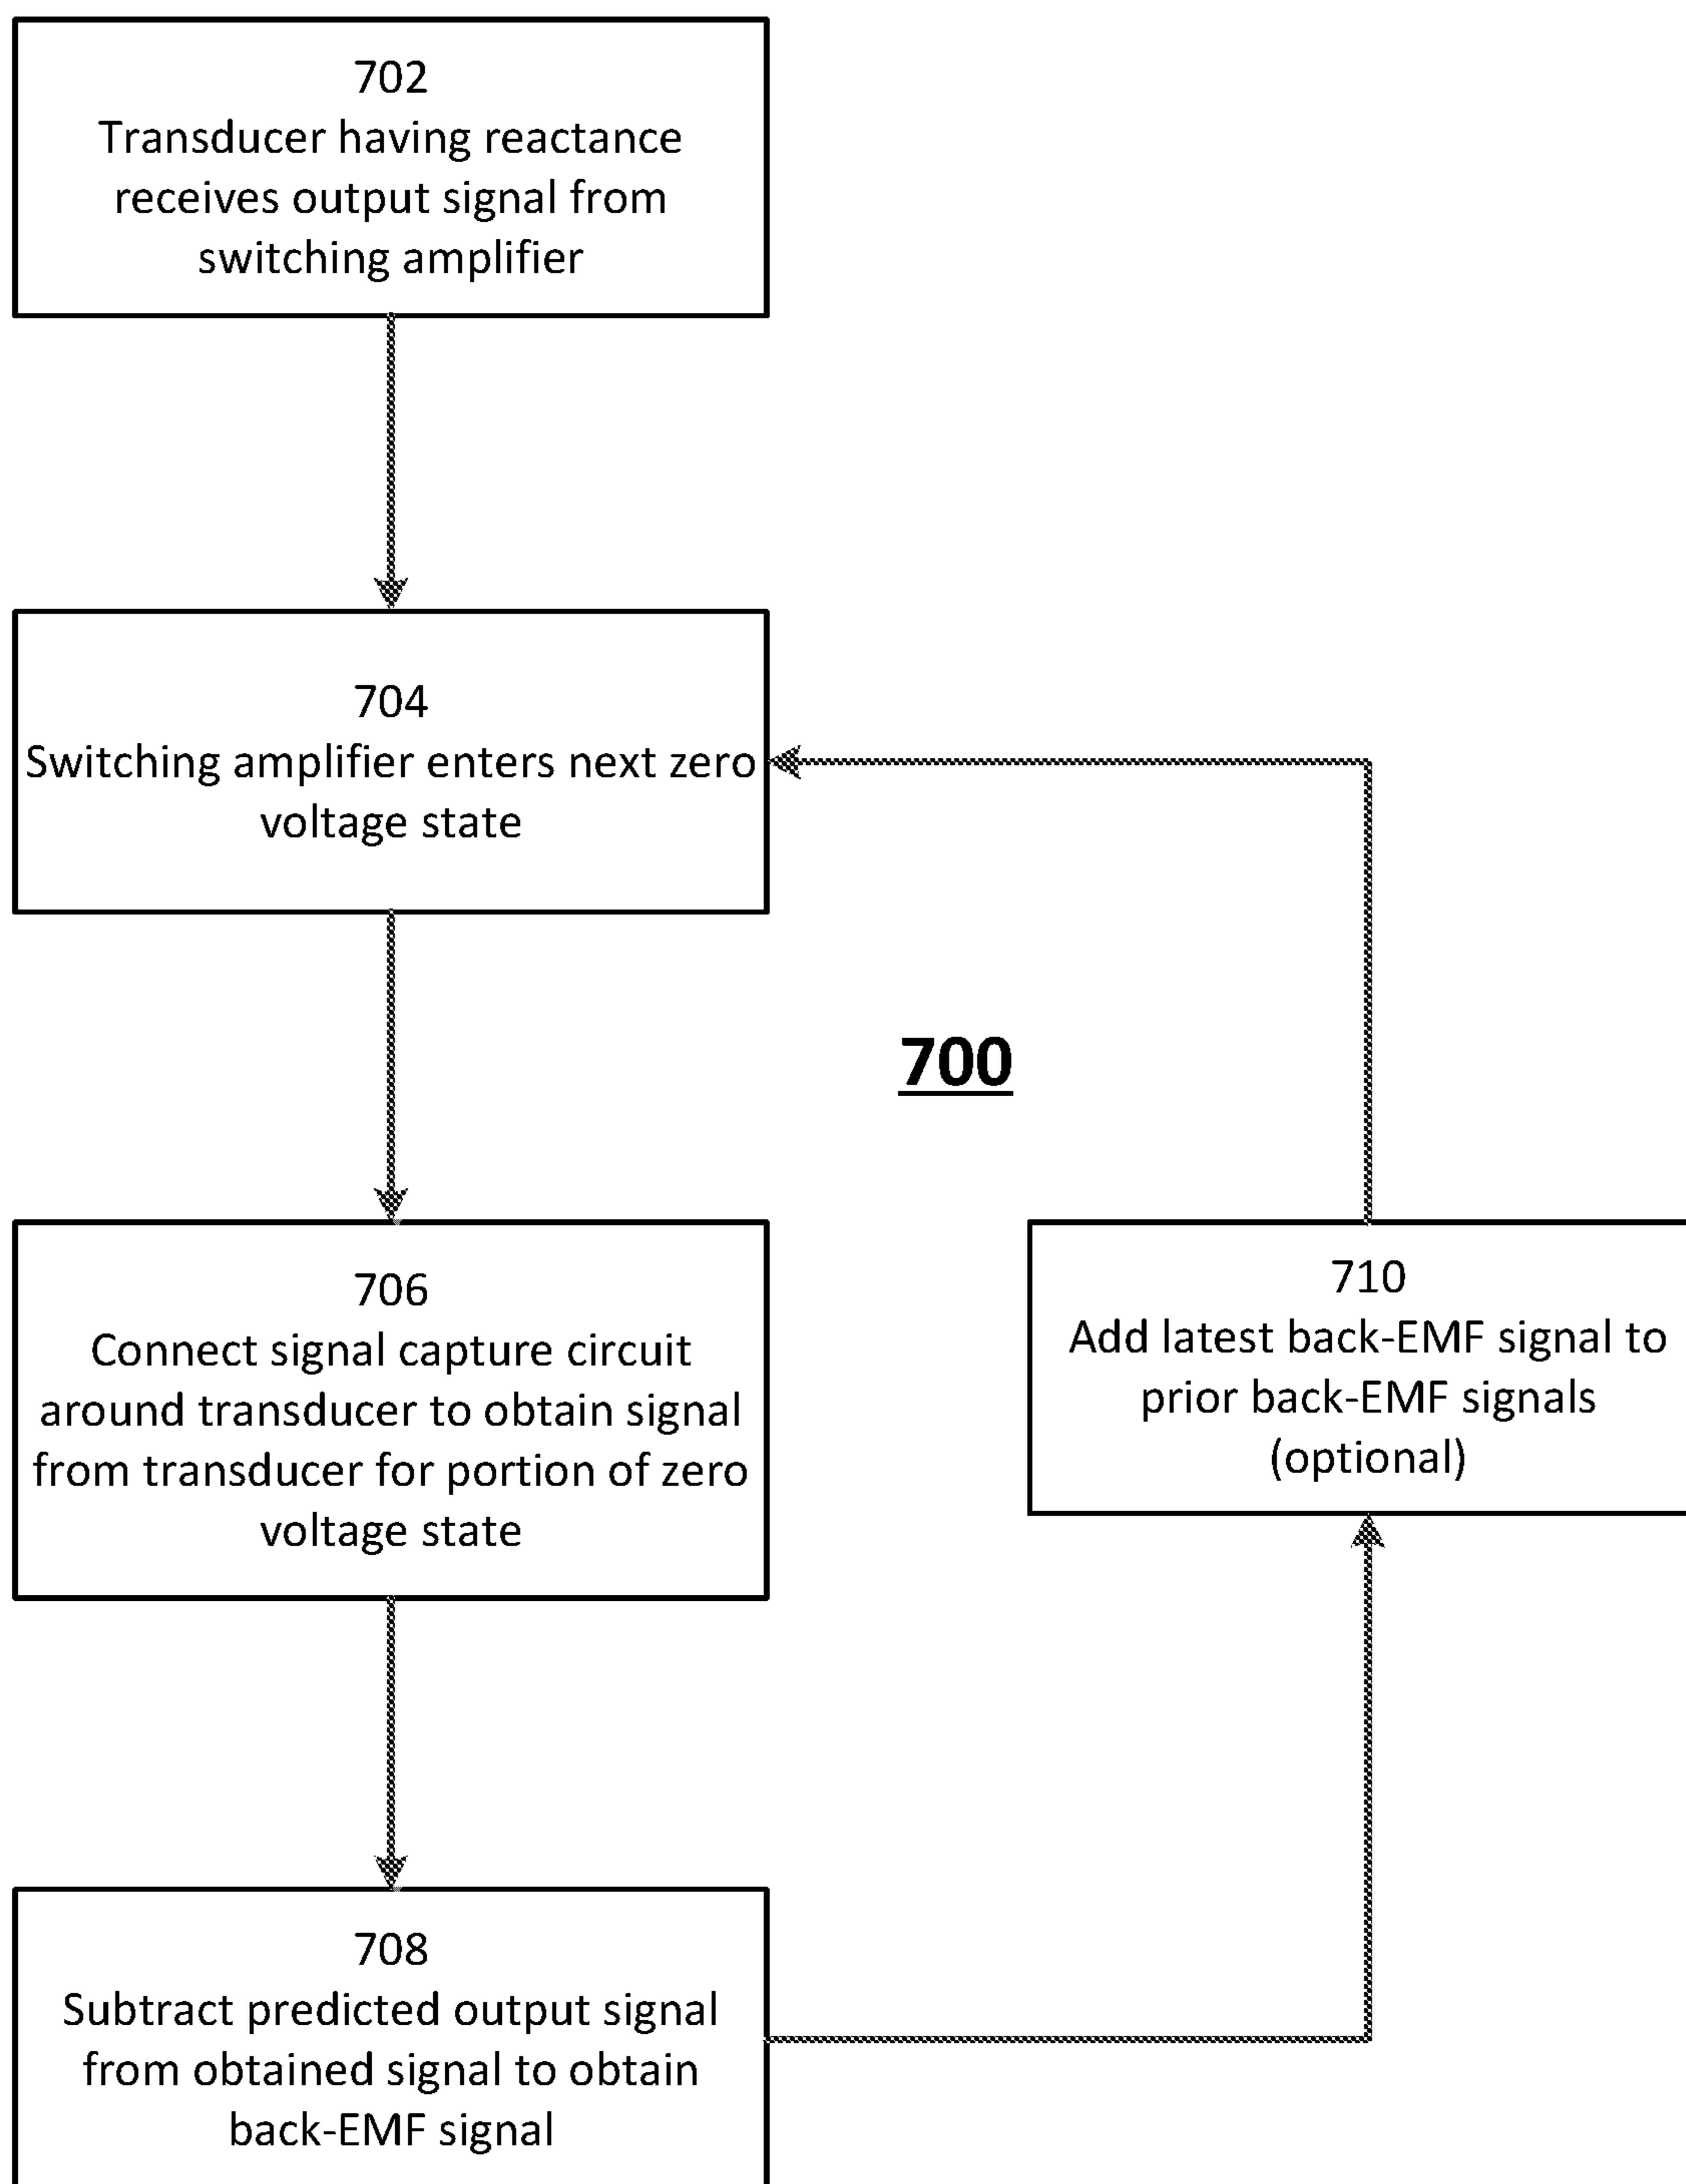 702
Transducer having reactance
receives output signal from
switching amplifier
704
Switching amplifier enters next zero
voltage state
700
706
Connect signal capture circuit
around transducer to obtain signal
from transducer for portion of zero
voltage state
710
Add latest back-EMF signal to
prior back-EMF signals
(optional)
708
Subtract predicted output signal
from obtained signal to obtain
back-EMF signal